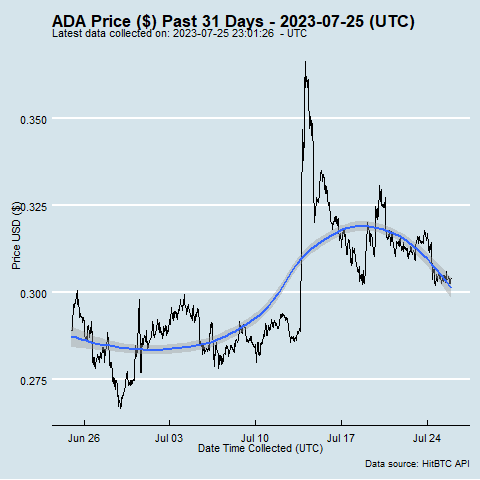 ADA Price ($) Past 31 Days - 2023-07-25 (UTC)
Latest data collected on: 2023-07-25 23:01:26  - UTC
0.350
0.325
0.300
0.275
Price USD ($)
Jun 26
Jul 03
Jul 10
Jul 17
Jul 24
Date Time Collected (UTC)
Data source: HitBTC API